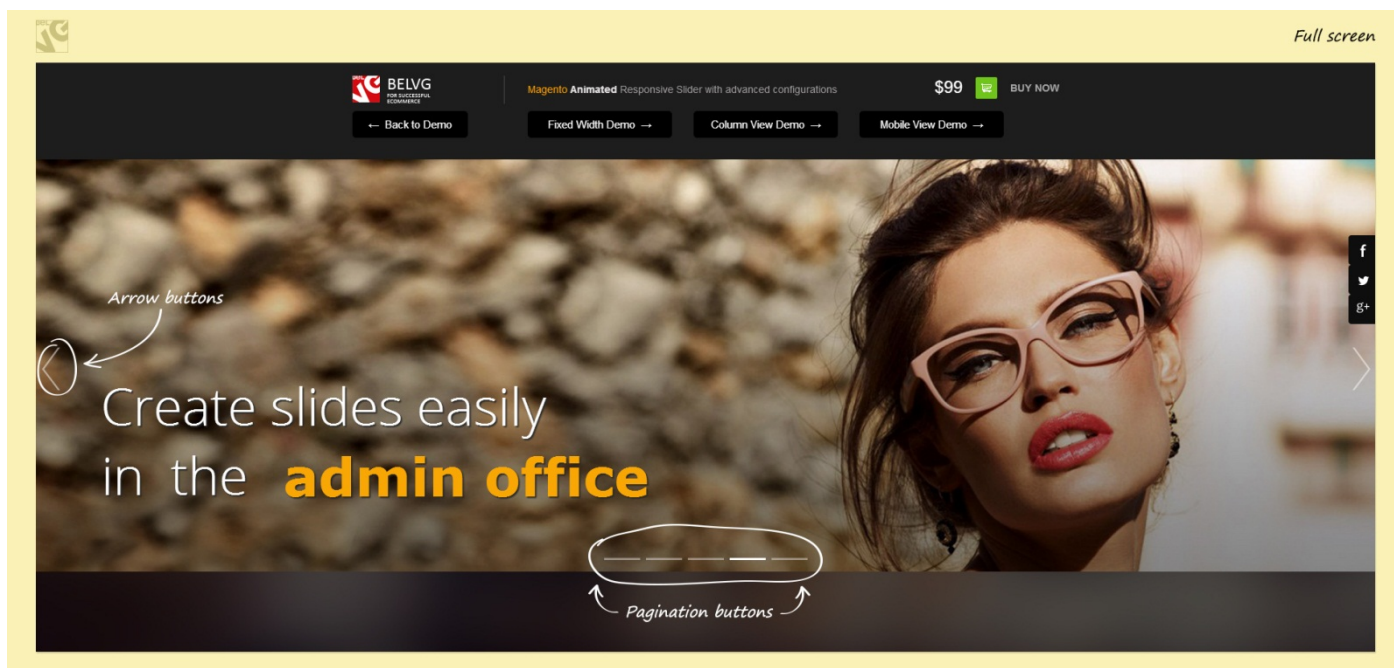 Full screen
BELVG
FOR SUCCESSFUL
ECOMMERCE
Magento Animated Responsive Slider with advanced configurations
$99
BUY NOW
← Back to Demo
Fixed Width Demo →
Column View Demo →
Mobile View Demo →
f
g+
Arrow buttons
Create slides easily
in the admin office
Pagination buttons